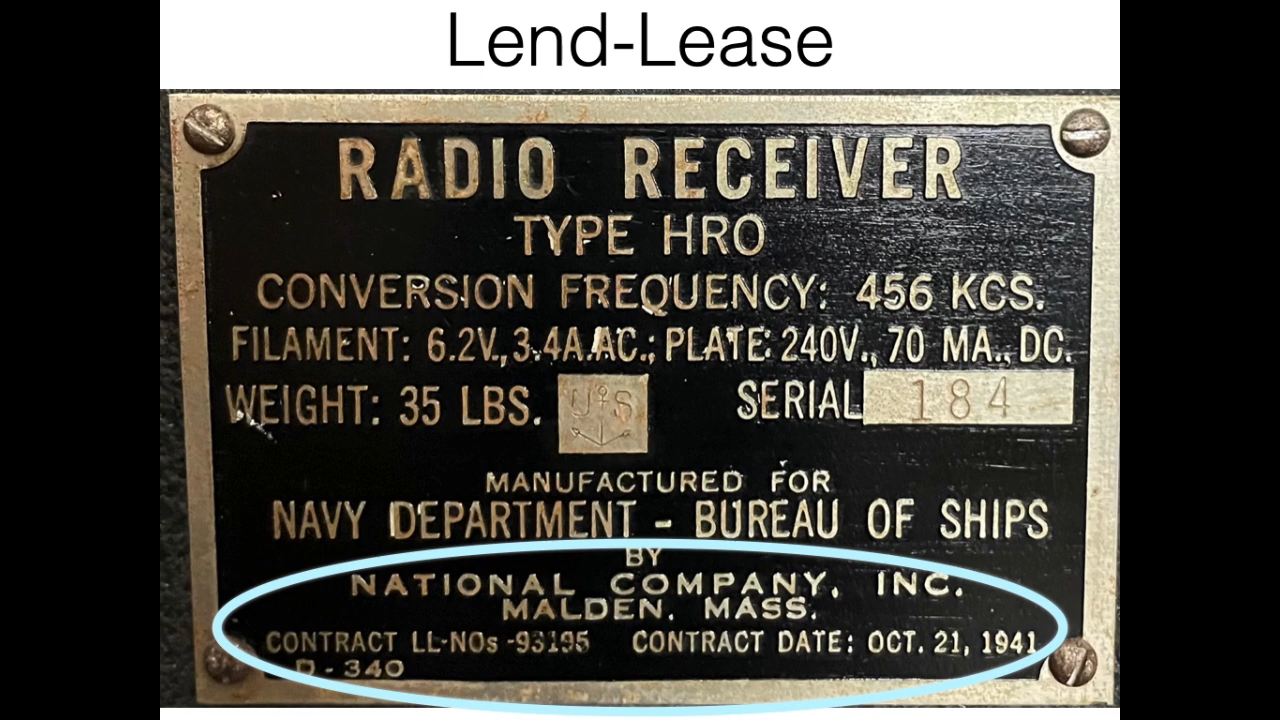 Lend-Lease
RADIO RECEIVER
TYPE HRO
CONVERSION FREQUENCY: 456 KCS.
FILAMENT: 6.2V., 3.4A. AC.; PLATE: 240V., 70 MA., DC.
WEIGHT: 35 LBS. U S SERIAL 184
MANUFACTURED FOR
NAVY DEPARTMENT - BUREAU OF SHIPS
BY
NATIONAL COMPANY, INC.
MALDEN, MASS.
CONTRACT LL-NOs-93195 CONTRACT DATE: OCT. 21, 1941
D-340